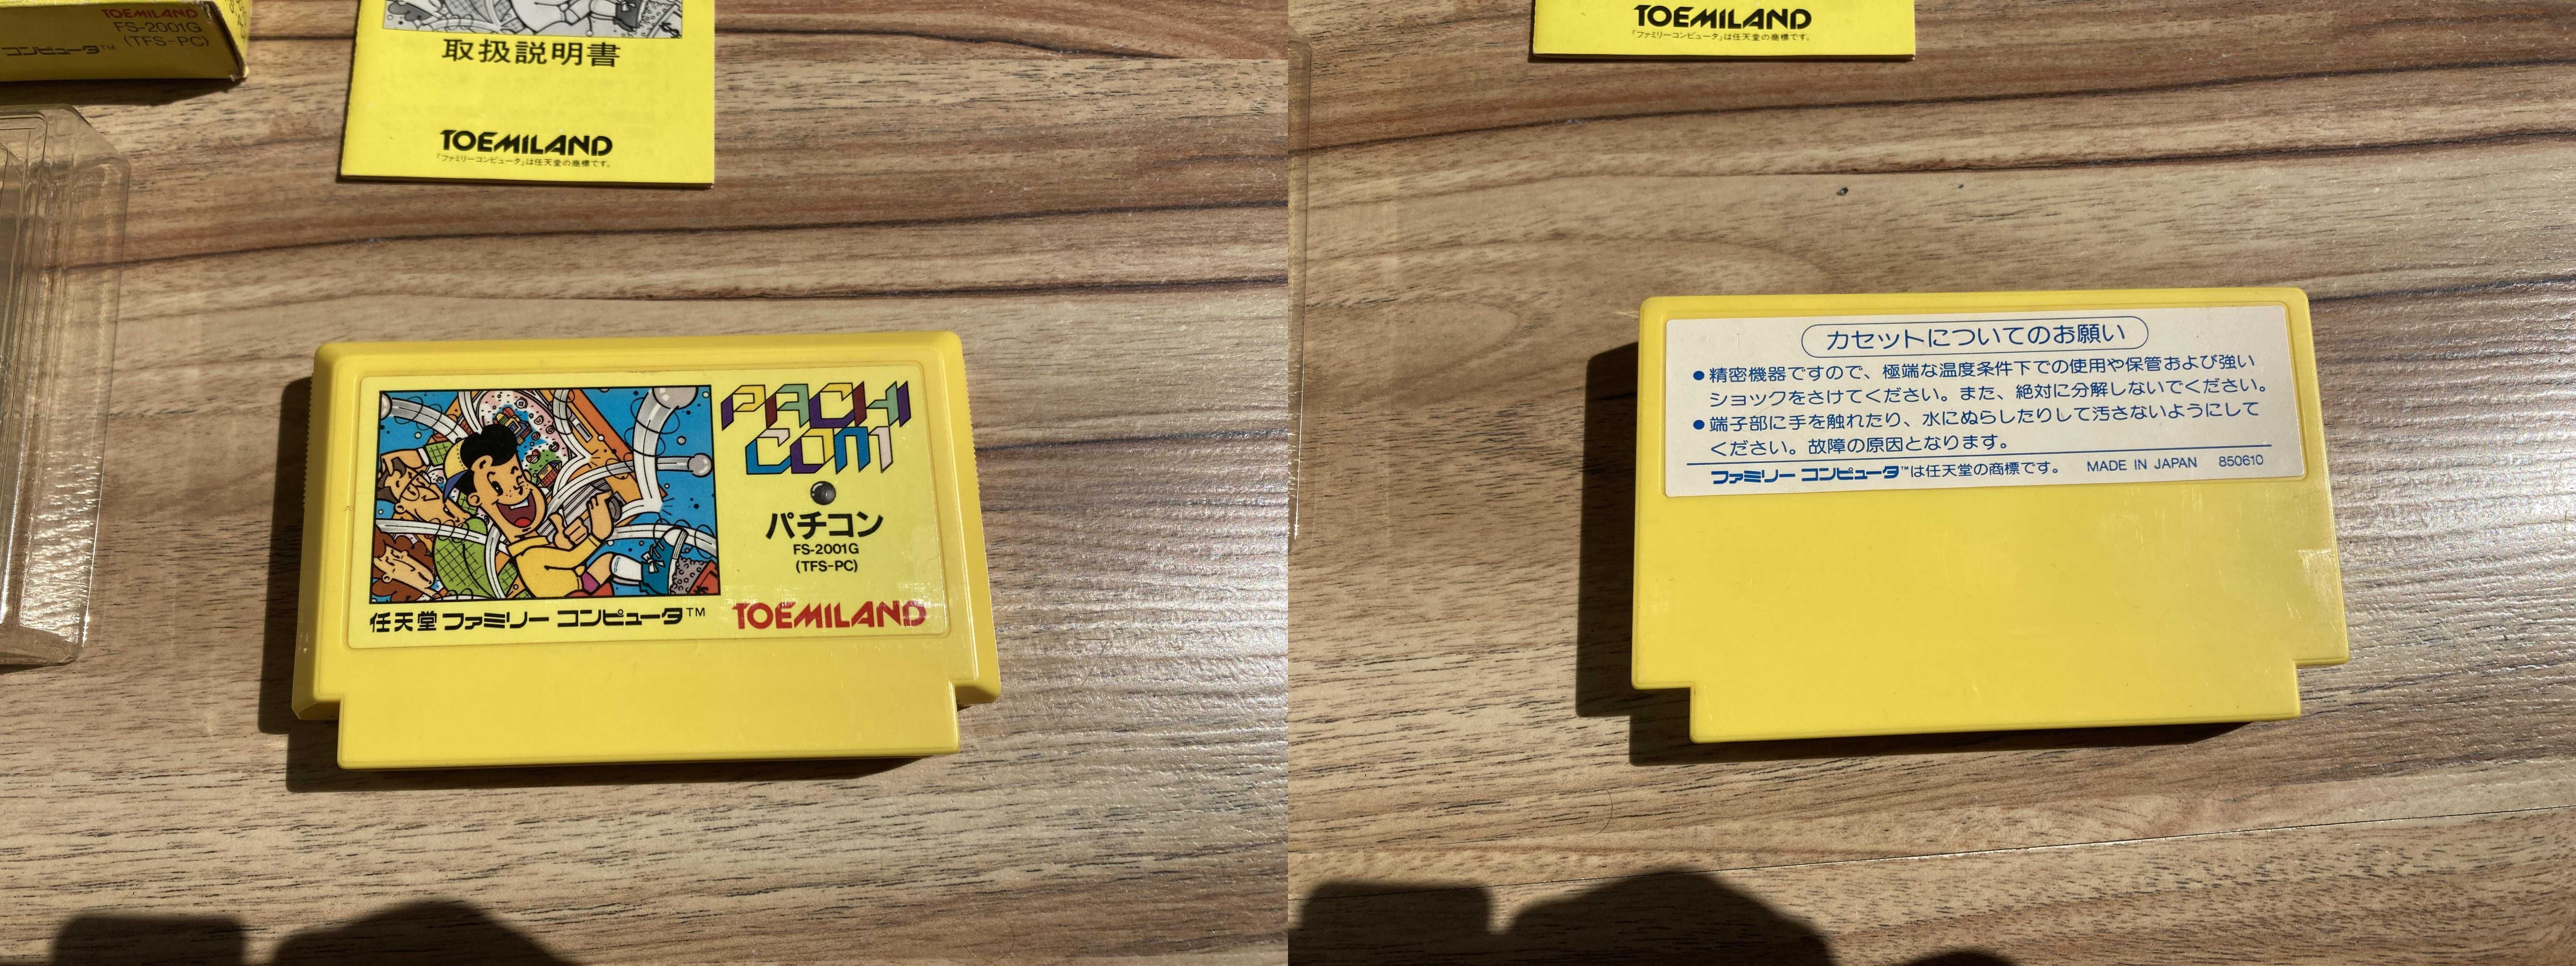 TOEMILAND
FS-2001G
(TFS-PC)
コンピュータ™
取扱説明書
TOEMILAND
「ファミリーコンピュータ」は任天堂の商標です。
PACHI
COM
パチコン
FS-2001G
(TFS-PC)
任天堂 ファミリー コンピュータ™
TOEMILAND
TOEMILAND
「ファミリーコンピュータ」は任天堂の商標です。
カセットについてのお願い
●精密機器ですので、極端な温度条件下での使用や保管および強い
ショックをさけてください。また、絶対に分解しないでください。
●端子部に手を触れたり、水にぬらしたりして汚さないようにして
ください。故障の原因となります。
ファミリー コンピュータ™は任天堂の商標です。 MADE IN JAPAN 850610